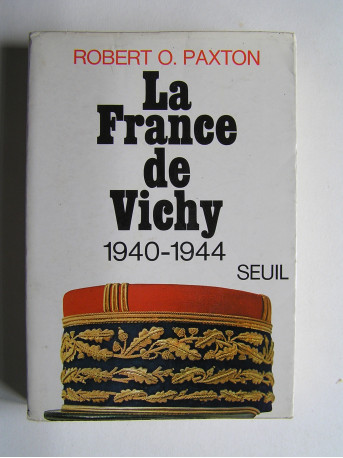 ROBERT O. PAXTON
La
France
de
Vichy
1940-1944
SEUIL